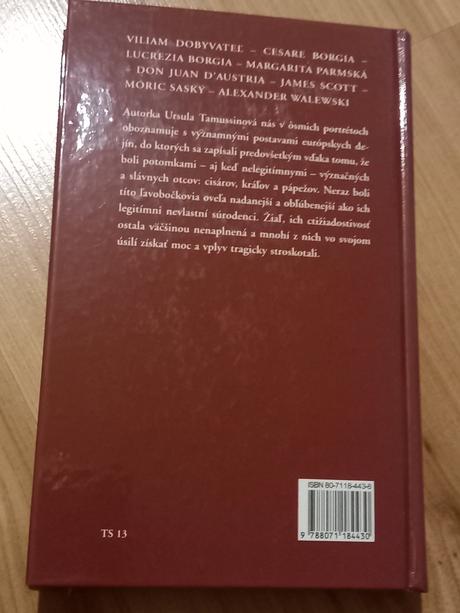 VILIAM DOBYVATEĽ – CESARE BORGIA –
LUCREZIA BORGIA – MARGARITA PARMSKÁ
– DON JUAN D'AUSTRIA – JAMES SCOTT –
MÓRIC SASKÝ – ALEXANDER WALEWSKI
Autorka Ursula Tamussinová nás v ôsmich portrétoch
oboznamuje s významnými postavami európskych de-
jín, do ktorých sa zapísali predovšetkým vďaka tomu, že
boli potomkami – aj keď nelegitímnymi – význačných
a slávnych otcov: cisárov, kráľov a pápežov. Neraz boli
títo ľavobočkovia oveľa nadanejší a obľúbenejší ako ich
legitímni nevlastní súrodenci. Žiaľ, ich ctižiadostivosť
ostala väčšinou nenaplnená a mnohí z nich vo svojom
úsilí získať moc a vplyv tragicky stroskotali.
ISBN 80-7118-443-6
9 788071 184430
TS 13